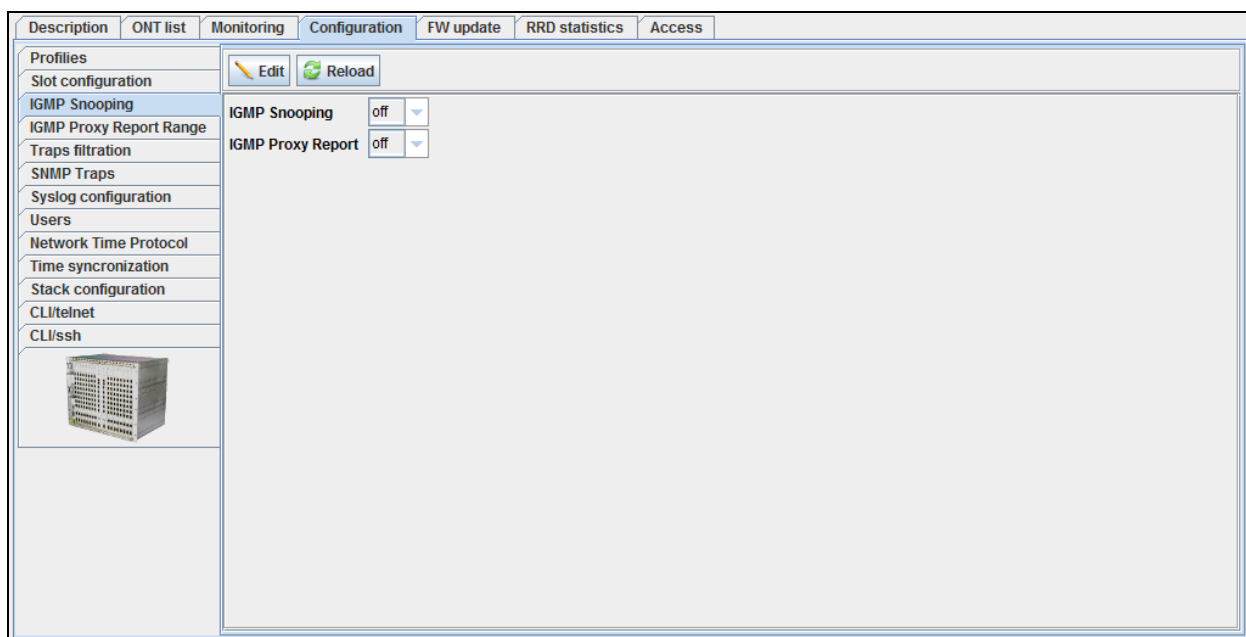 Description ONT list Monitoring Configuration FW update RRD statistics Access
Profilies
Slot configuration
IGMP Snooping
IGMP Proxy Report Range
Traps filtration
SNMP Traps
Syslog configuration
Users
Network Time Protocol
Time syncronization
Stack configuration
CLI/telnet
CLI/ssh
Edit Reload
IGMP Snooping off
IGMP Proxy Report off